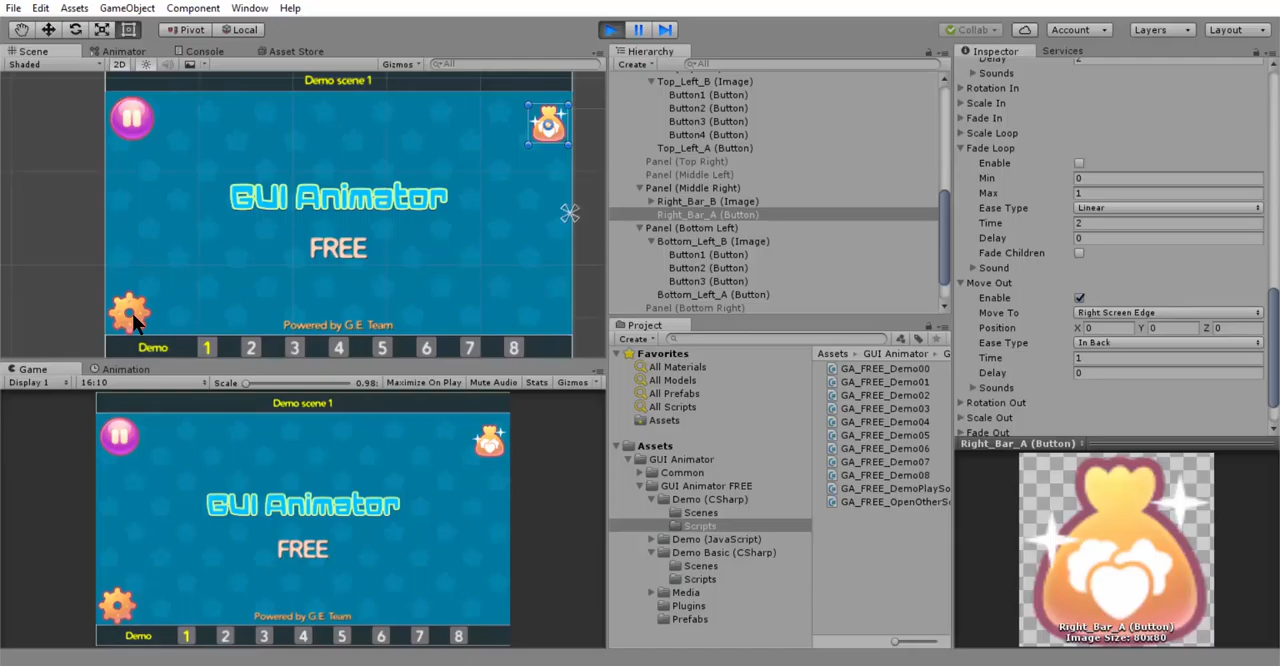 File Edit Assets GameObject Component Window Help
Pivot Local Collab Account Layers Layout
Scene Animator Console Asset Store
Shaded 2D Gizmos All
Demo scene 1
GUI Animator
FREE
Powered by G.E. Team
Demo 1 2 3 4 5 6 7 8
Game Animation
Display 1 16:10 Scale 0.98: Maximize On Play Mute Audio Stats Gizmos
Demo scene 1
GUI Animator
FREE
Powered by G.E. Team
Demo 1 2 3 4 5 6 7 8
Hierarchy
Create All
Top_Left_B (Image)
Button1 (Button)
Button2 (Button)
Button3 (Button)
Button4 (Button)
Top_Left_A (Button)
Panel (Top Right)
Panel (Middle Left)
Panel (Middle Right)
Right_Bar_B (Image)
Right_Bar_A (Button)
Panel (Bottom Left)
Bottom_Left_B (Image)
Button1 (Button)
Button2 (Button)
Button3 (Button)
Bottom_Left_A (Button)
Panel (Bottom Right)
Project
Create
Favorites
All Materials
All Models
All Prefabs
All Scripts
Assets
Assets
GUI Animator
Common
GUI Animator FREE
Demo (CSharp)
Scenes
Scripts
Demo (JavaScript)
Demo Basic (CSharp)
Scenes
Scripts
Media
Plugins
Prefabs
Assets GUI Animator G
GA_FREE_Demo00
GA_FREE_Demo01
GA_FREE_Demo02
GA_FREE_Demo03
GA_FREE_Demo04
GA_FREE_Demo05
GA_FREE_Demo06
GA_FREE_Demo07
GA_FREE_Demo08
GA_FREE_DemoPlaySo
GA_FREE_OpenOtherS
Inspector Services
Delay 2
Sounds
Rotation In
Scale In
Fade In
Scale Loop
Fade Loop
Enable
Min 0
Max 1
Ease Type Linear
Time 2
Delay 0
Fade Children
Sound
Move Out
Enable
Move To Right Screen Edge
Position X 0 Y 0 Z 0
Ease Type In Back
Time 1
Delay 0
Sounds
Rotation Out
Scale Out
Fade Out
Right_Bar_A (Button)
Right_Bar_A (Button)
Image Size: 80x80